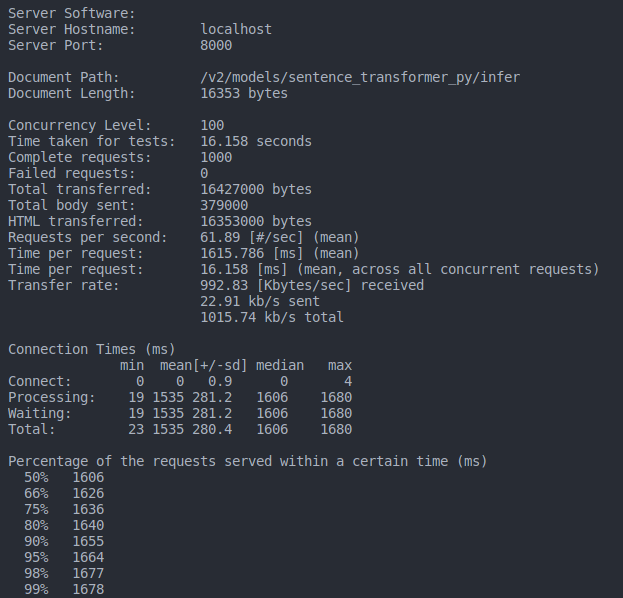 Server Software:
Server Hostname:        localhost
Server Port:            8000

Document Path:          /v2/models/sentence_transformer_py/infer
Document Length:        16353 bytes

Concurrency Level:      100
Time taken for tests:   16.158 seconds
Complete requests:      1000
Failed requests:        0
Total transferred:      16427000 bytes
Total body sent:        379000
HTML transferred:       16353000 bytes
Requests per second:    61.89 [#/sec] (mean)
Time per request:       1615.786 [ms] (mean)
Time per request:       16.158 [ms] (mean, across all concurrent requests)
Transfer rate:          992.83 [Kbytes/sec] received
                        22.91 kb/s sent
                        1015.74 kb/s total

Connection Times (ms)
              min  mean[+/-sd] median   max
Connect:        0    0   0.9      0       4
Processing:    19 1535 281.2   1606    1680
Waiting:       19 1535 281.2   1606    1680
Total:         23 1535 280.4   1606    1680

Percentage of the requests served within a certain time (ms)
  50%   1606
  66%   1626
  75%   1636
  80%   1640
  90%   1655
  95%   1664
  98%   1677
  99%   1678